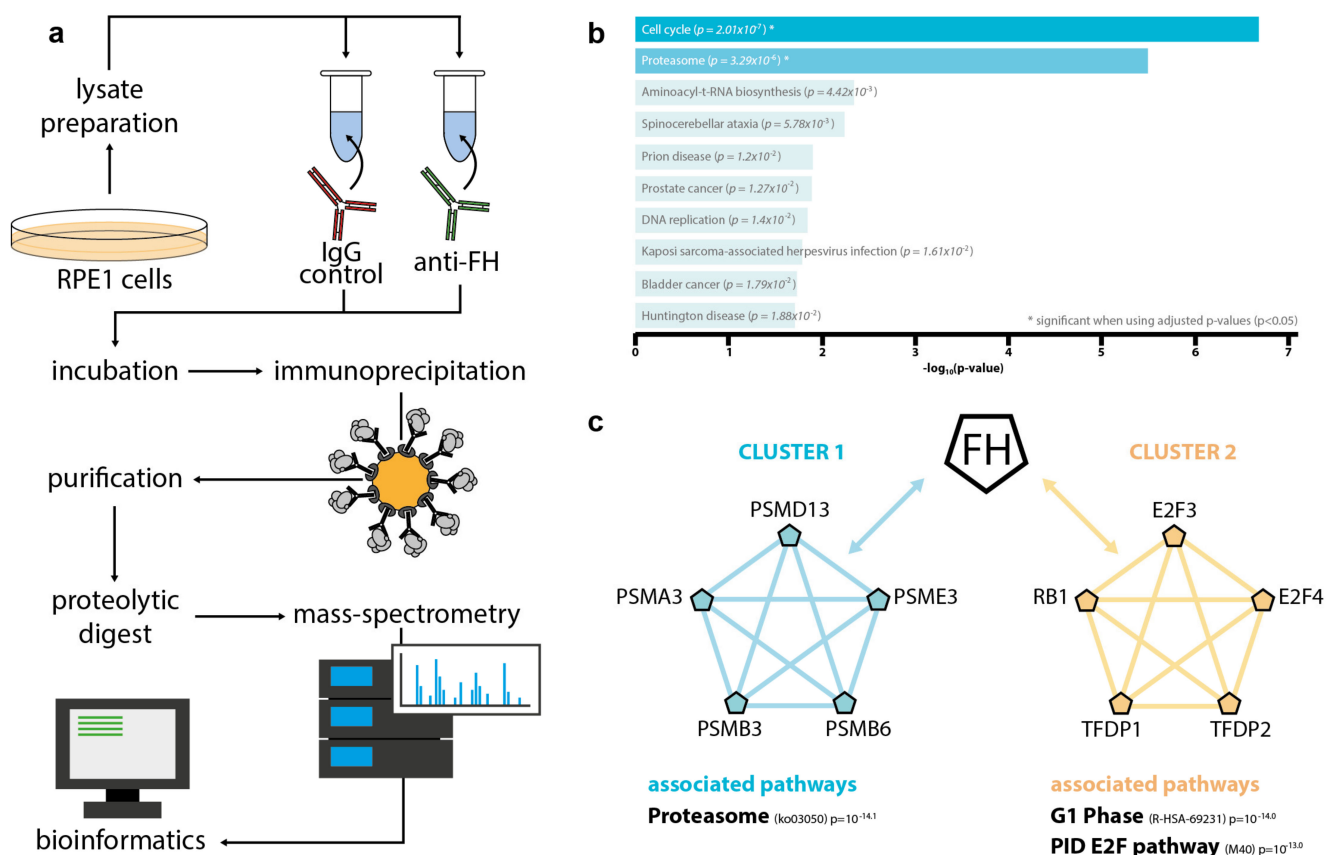 a
lysate
preparation
RPE1 cells
IgG
control
anti-FH
incubation
immunoprecipitation
purification
proteolytic
digest
mass-spectrometry
bioinformatics
b
Cell cycle (p = 2.01x10⁻⁷) *
Proteasome (p = 3.29x10⁻⁶) *
Aminoacyl-t-RNA biosynthesis (p = 4.42x10⁻³)
Spinocerebellar ataxia (p = 5.78x10⁻³)
Prion disease (p = 1.2x10⁻²)
Prostate cancer (p = 1.27x10⁻²)
DNA replication (p = 1.4x10⁻²)
Kaposi sarcoma-associated herpesvirus infection (p = 1.61x10⁻²)
Bladder cancer (p = 1.79x10⁻²)
Huntington disease (p = 1.88x10⁻²)
* significant when using adjusted p-values (p<0.05)
0 1 2 3 4 5 6 7
-log₁₀(p-value)
c
FH
CLUSTER 1
PSMD13
PSMA3
PSME3
PSMB3
PSMB6
associated pathways
Proteasome (ko03050) p=10⁻¹⁴·¹
CLUSTER 2
E2F3
RB1
E2F4
TFDP1
TFDP2
associated pathways
G1 Phase (R-HSA-69231) p=10⁻¹⁴·⁰
PID E2F pathway (M40) p=10⁻¹³·⁰